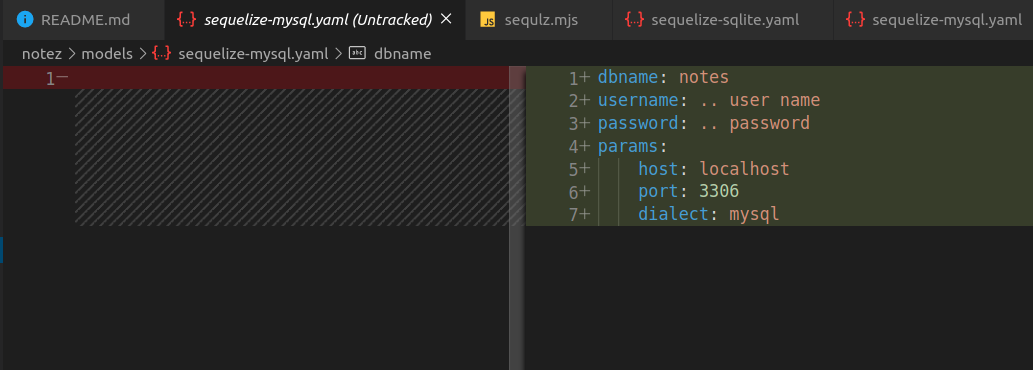 README.md
sequelize-mysql.yaml (Untracked)
sequlz.mjs
sequelize-sqlite.yaml
sequelize-mysql.yaml
notez > models > sequelize-mysql.yaml > dbname
1−
1+ dbname: notes
2+ username: .. user name
3+ password: .. password
4+ params:
5+ host: localhost
6+ port: 3306
7+ dialect: mysql